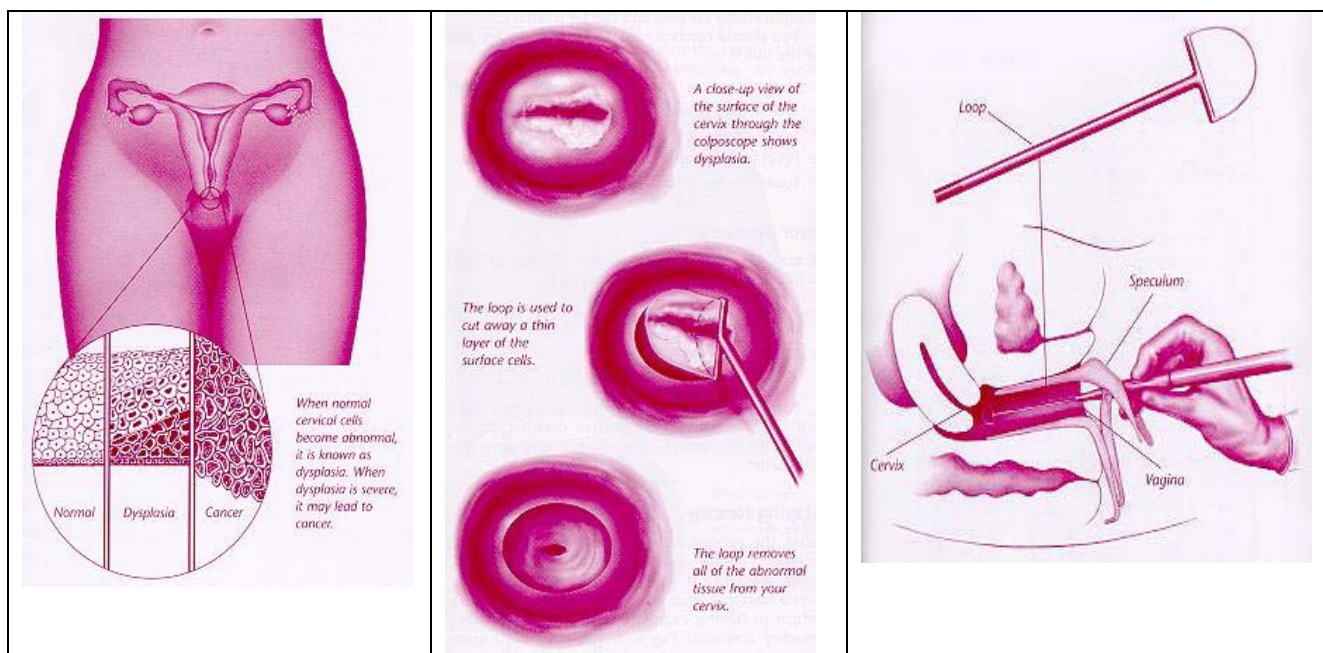 When normal
cervical cells
become abnormal,
it is known as
dysplasia. When
dysplasia is severe,
it may lead to
cancer.
Normal
Dysplasia
Cancer
A close-up view of
the surface of the
cervix through the
colposcope shows
dysplasia.
The loop is used to
cut away a thin
layer of the
surface cells.
The loop removes
all of the abnormal
tissue from your
cervix.
Loop
Speculum
Cervix
Vagina